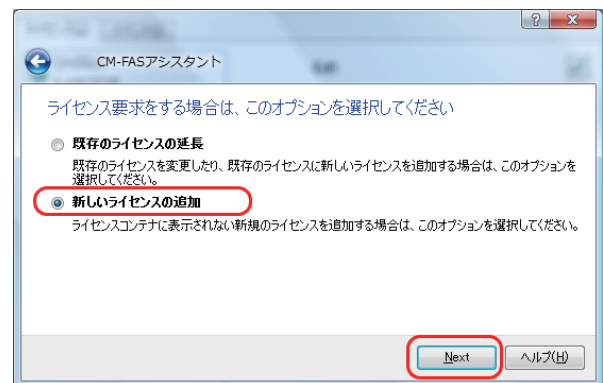 CM-FASアシスタント
ライセンス要求をする場合は、このオプションを選択してください
既存のライセンスの延長
既存のライセンスを変更したり、既存のライセンスに新しいライセンスを追加する場合は、このオプションを
選択してください。
新しいライセンスの追加
ライセンスコンテナに表示されない新規のライセンスを追加する場合は、このオプションを選択してください。
Next
ヘルプ(H)